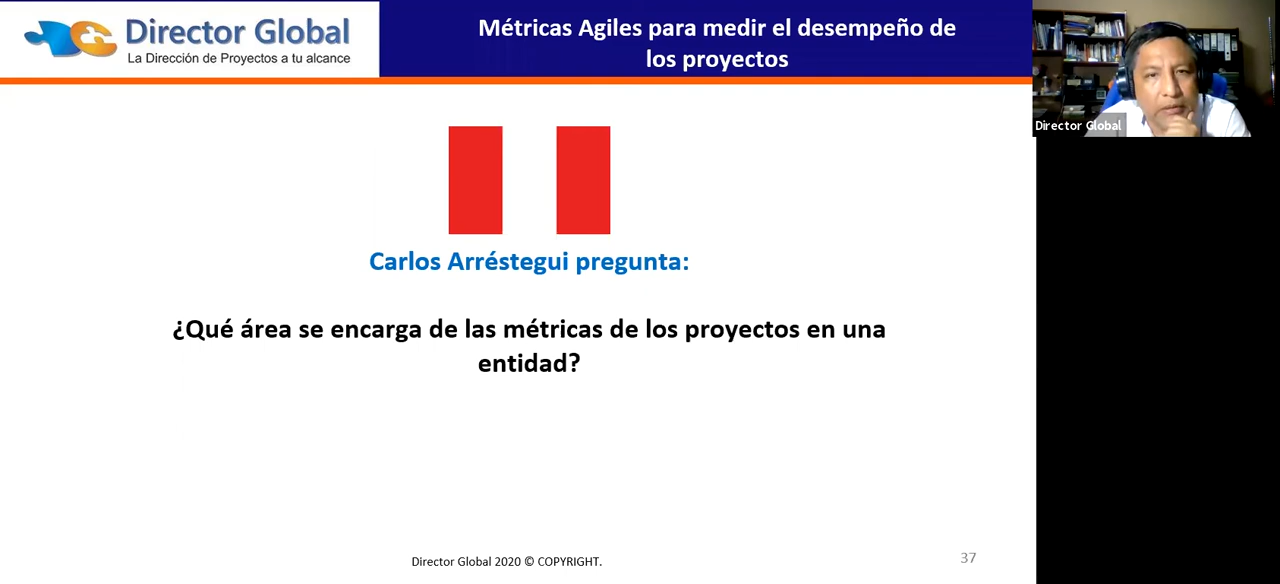 Director Global
La Dirección de Proyectos a tu alcance
Métricas Agiles para medir el desempeño de
los proyectos
Director Global
Carlos Arréstegui pregunta:
¿Qué área se encarga de las métricas de los proyectos en una
entidad?
Director Global 2020 © COPYRIGHT.
37